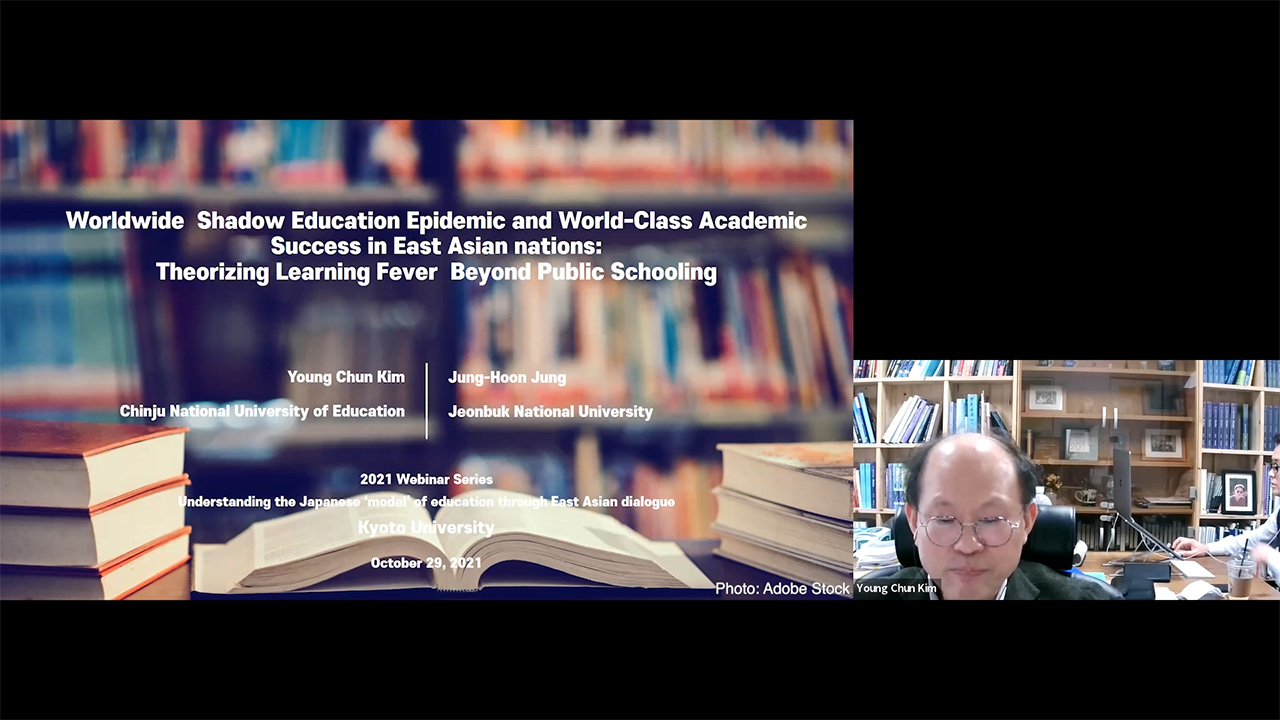 Worldwide  Shadow Education Epidemic and World-Class Academic
Success in East Asian nations:
Theorizing Learning Fever  Beyond Public Schooling
Young Chun Kim
Chinju National University of Education
Jung-Hoon Jung
Jeonbuk National University
2021 Webinar Series
Understanding the Japanese 'model' of education through East Asian dialogue
Kyoto University
October 29, 2021
Photo: Adobe Stock
Young Chun Kim